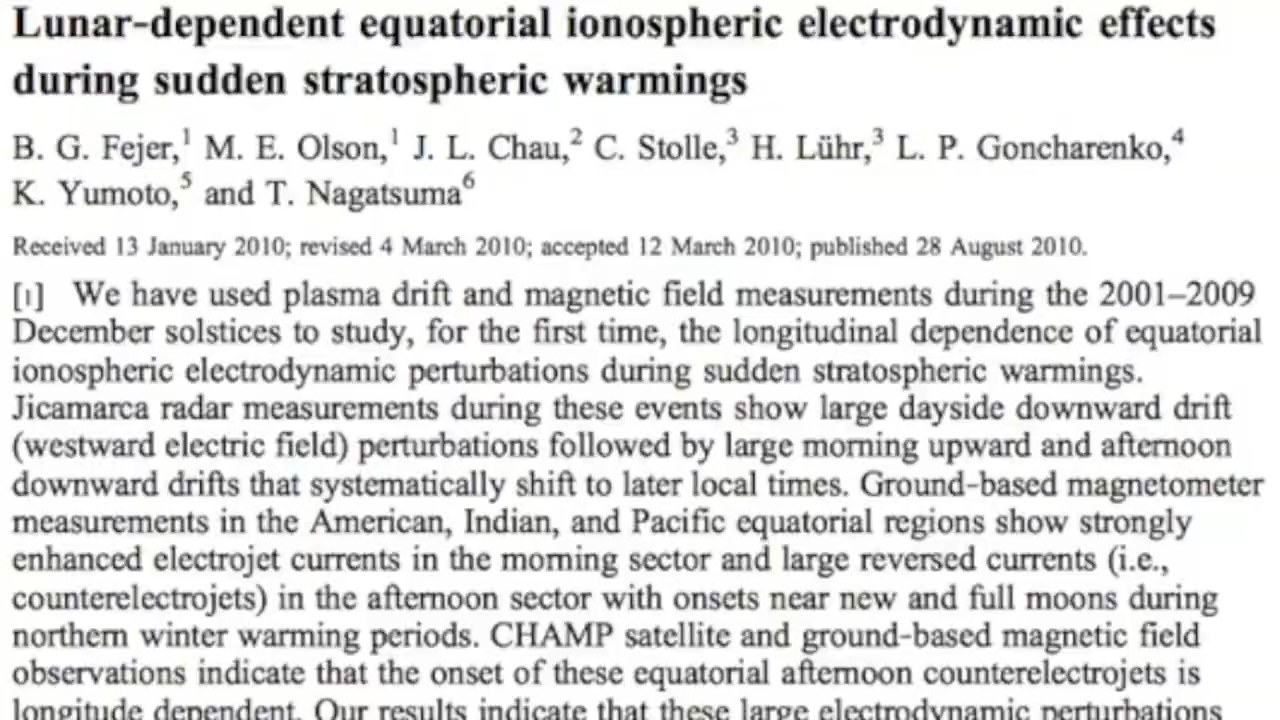 Lunar-dependent equatorial ionospheric electrodynamic effects
during sudden stratospheric warmings
B. G. Fejer,¹ M. E. Olson,¹ J. L. Chau,² C. Stolle,³ H. Lühr,³ L. P. Goncharenko,⁴
K. Yumoto,⁵ and T. Nagatsuma⁶
Received 13 January 2010; revised 4 March 2010; accepted 12 March 2010; published 28 August 2010.
[1] We have used plasma drift and magnetic field measurements during the 2001–2009
December solstices to study, for the first time, the longitudinal dependence of equatorial
ionospheric electrodynamic perturbations during sudden stratospheric warmings.
Jicamarca radar measurements during these events show large dayside downward drift
(westward electric field) perturbations followed by large morning upward and afternoon
downward drifts that systematically shift to later local times. Ground-based magnetometer
measurements in the American, Indian, and Pacific equatorial regions show strongly
enhanced electrojet currents in the morning sector and large reversed currents (i.e.,
counterelectrojets) in the afternoon sector with onsets near new and full moons during
northern winter warming periods. CHAMP satellite and ground-based magnetic field
observations indicate that the onset of these equatorial afternoon counterelectrojets is
longitude dependent. Our results indicate that these large electrodynamic perturbations